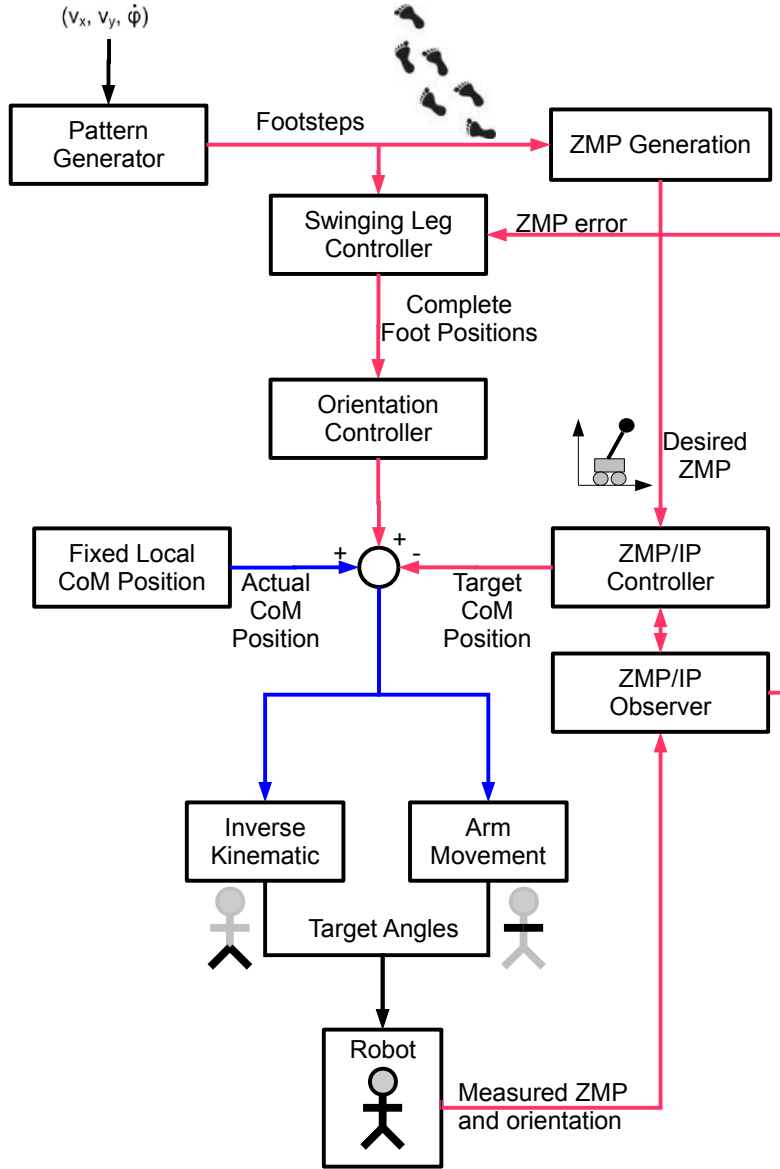 (vx, vy, φ̇)
Pattern
Generator
Footsteps
ZMP Generation
Swinging Leg
Controller
ZMP error
Complete
Foot Positions
Orientation
Controller
Desired
ZMP
Fixed Local
CoM Position
+
+
-
Actual
CoM
Position
Target
CoM
Position
ZMP/IP
Controller
ZMP/IP
Observer
Inverse
Kinematic
Arm
Movement
Target Angles
Robot
Measured ZMP
and orientation